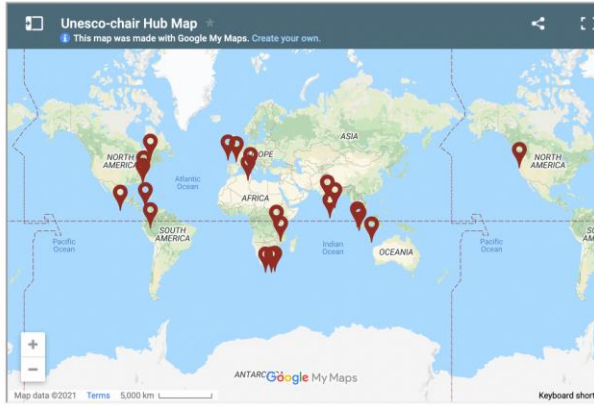 Unesco-chair Hub Map
This map was made with Google My Maps. Create your own.
ASIA
NORTH
AMERICA
Atlantic
Ocean
AFRICA
SOUTH
AMERICA
Pacific
Ocean
Indian
Ocean
OCEANIA
NORTH
AMERICA
Pacific
Ocean
Google My Maps
Map data ©2021 Terms 5,000 km
Keyboard short